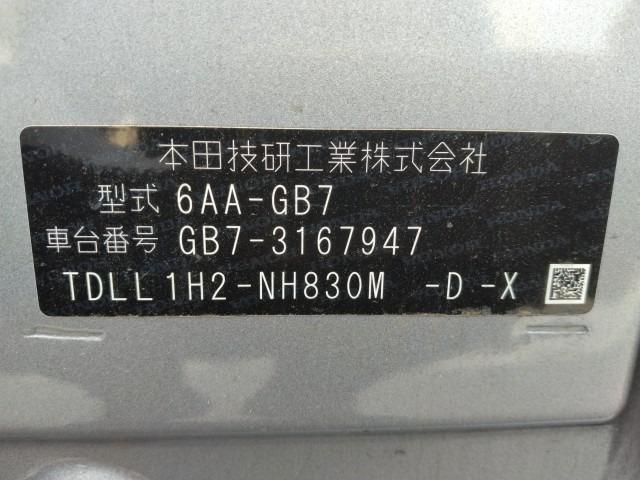 本田技研工業株式会社
型式 6AA-GB7
車台番号 GB7-3167947
TDLL1H2-NH830M -D -X